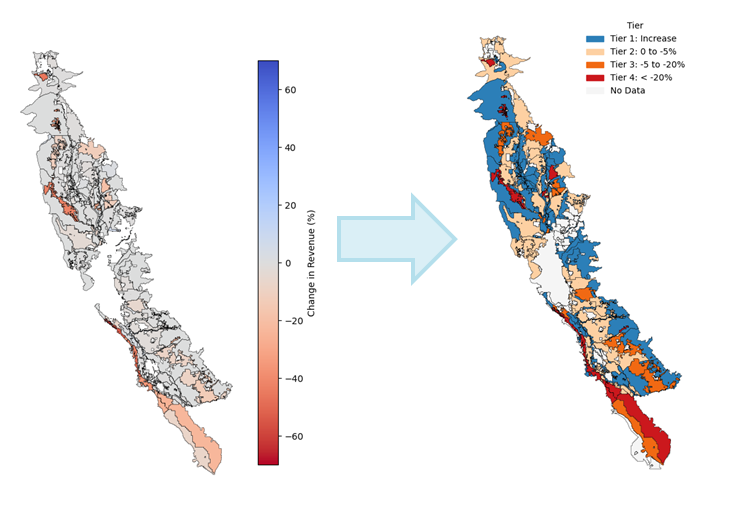 60
40
20
0
−20
−40
−60
Change in Revenue (%)
Tier
Tier 1: Increase
Tier 2: 0 to -5%
Tier 3: -5 to -20%
Tier 4: < -20%
No Data